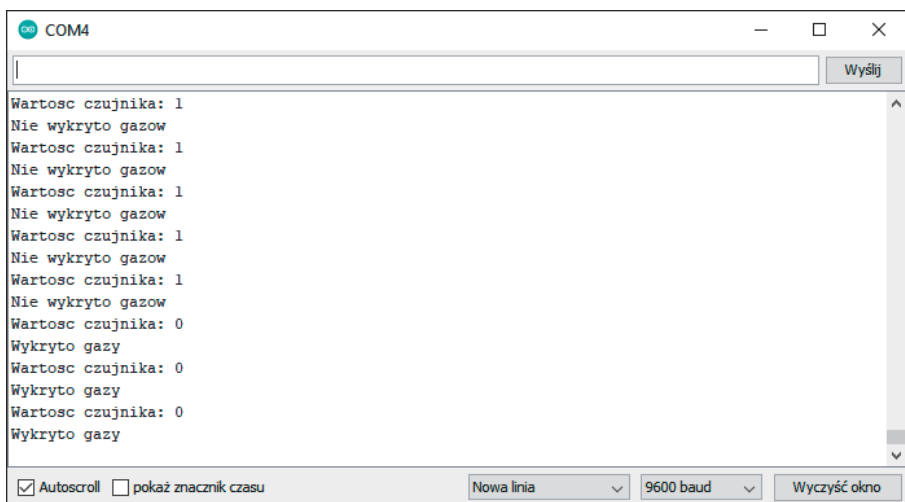 COM4
Wyślij
Wartosc czujnika: 1
Nie wykryto gazow
Wartosc czujnika: 1
Nie wykryto gazow
Wartosc czujnika: 1
Nie wykryto gazow
Wartosc czujnika: 1
Nie wykryto gazow
Wartosc czujnika: 1
Nie wykryto gazow
Wartosc czujnika: 0
Wykryto gazy
Wartosc czujnika: 0
Wykryto gazy
Wartosc czujnika: 0
Wykryto gazy
Autoscroll pokaż znacznik czasu Nowa linia 9600 baud Wyczyść okno